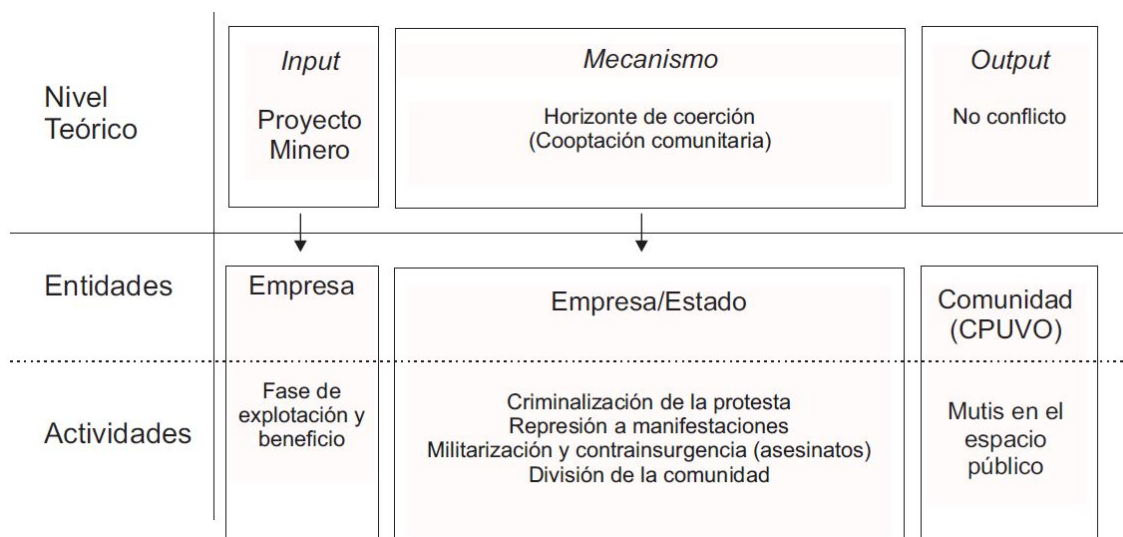 Nivel
Teórico
Input
Proyecto
Minero
Mecanismo
Horizonte de coerción
(Cooptación comunitaria)
Output
No conflicto
Entidades
Empresa
Empresa/Estado
Comunidad
(CPUVO)
Actividades
Fase de
explotación y
beneficio
Criminalización de la protesta
Represión a manifestaciones
Militarización y contrainsurgencia (asesinatos)
División de la comunidad
Mutis en el
espacio
público